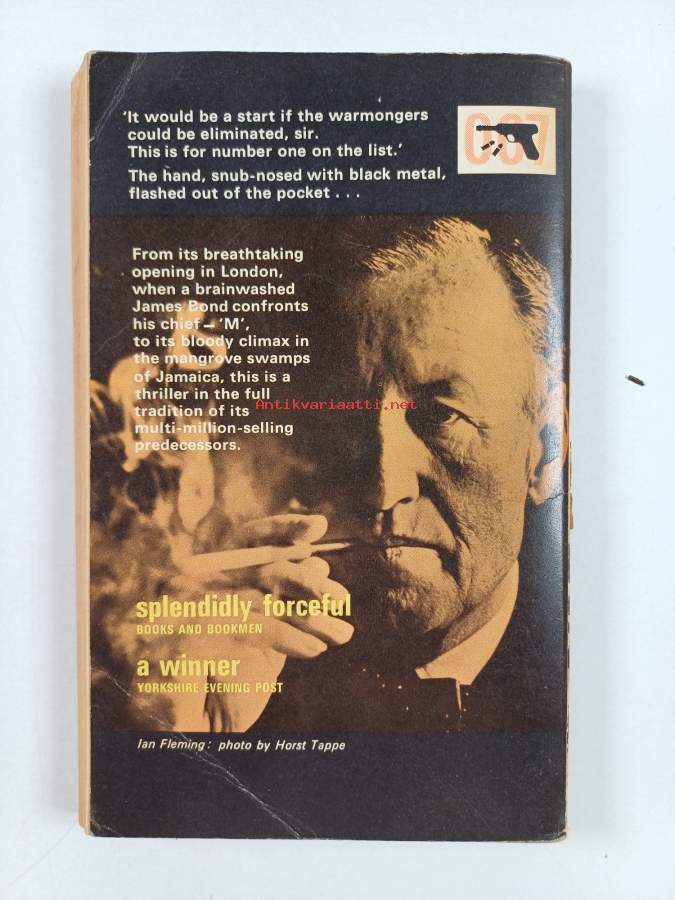 'It would be a start if the warmongers
could be eliminated, sir.
This is for number one on the list.'
The hand, snub-nosed with black metal,
flashed out of the pocket . . .
007
From its breathtaking
opening in London,
when a brainwashed
James Bond confronts
his chief – 'M',
to its bloody climax in
the mangrove swamps
of Jamaica, this is a
thriller in the full
tradition of its
multi-million-selling
predecessors.
Antikvariaatti.net
splendidly forceful
BOOKS AND BOOKMEN
a winner
YORKSHIRE EVENING POST
Ian Fleming: photo by Horst Tappe